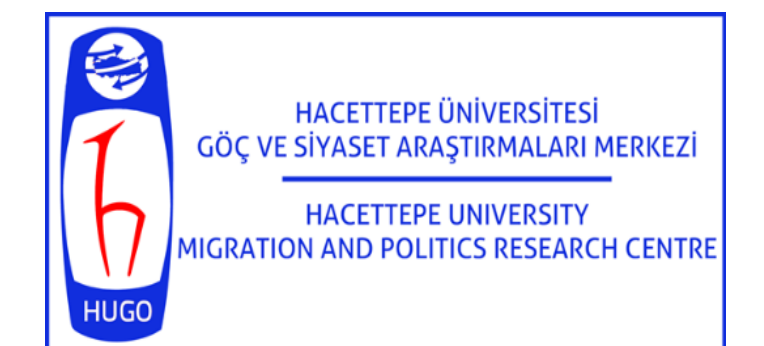 HACETTEPE ÜNİVERSİTESİ
GÖÇ VE SİYASET ARAŞTIRMALARI MERKEZİ
HACETTEPE UNIVERSITY
MIGRATION AND POLITICS RESEARCH CENTRE
HUGO